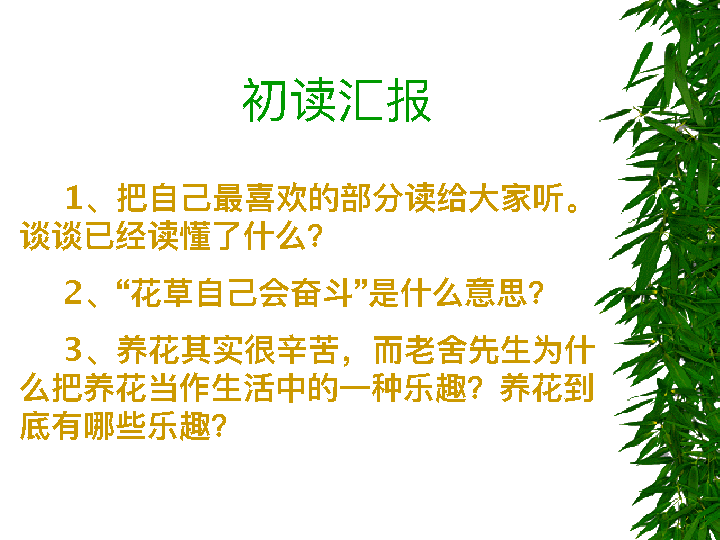 初读汇报
1、把自己最喜欢的部分读给大家听。
谈谈已经读懂了什么？
2、“花草自己会奋斗”是什么意思？
3、养花其实很辛苦，而老舍先生为什
么把养花当作生活中的一种乐趣？养花到
底有哪些乐趣？